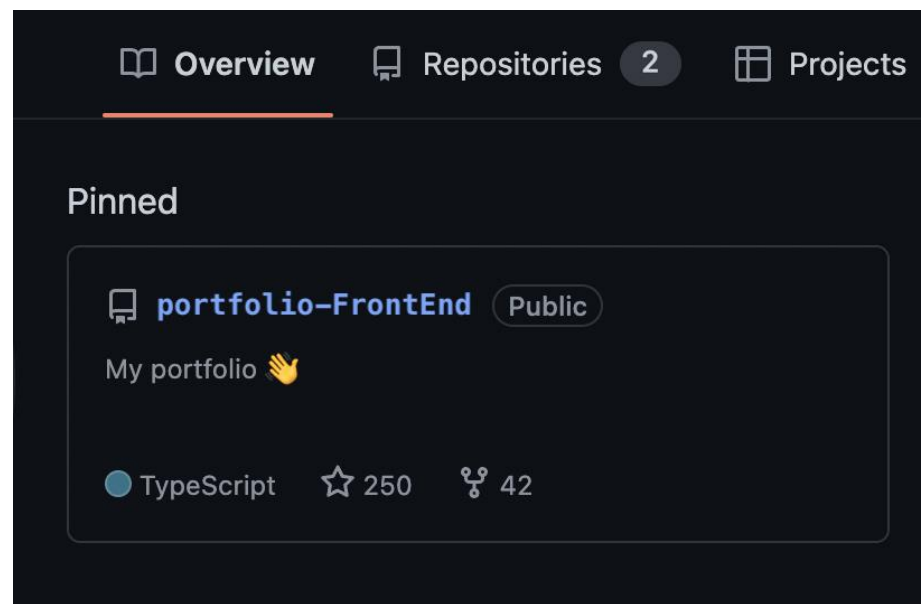 Overview Repositories 2 Projects
Pinned
portfolio-FrontEnd Public
My portfolio 👋
TypeScript 250 42